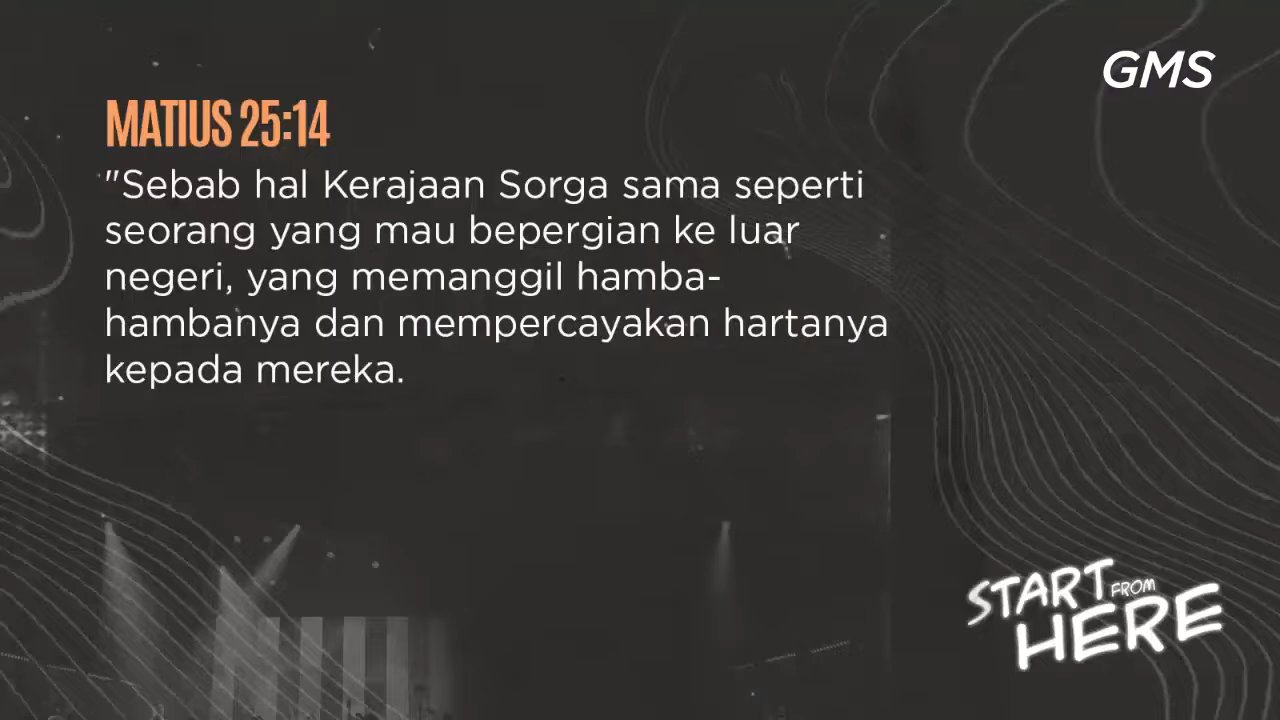 GMS
MATIUS 25:14
"Sebab hal Kerajaan Sorga sama seperti
seorang yang mau bepergian ke luar
negeri, yang memanggil hamba-
hambanya dan mempercayakan hartanya
kepada mereka.
START FROM
HERE